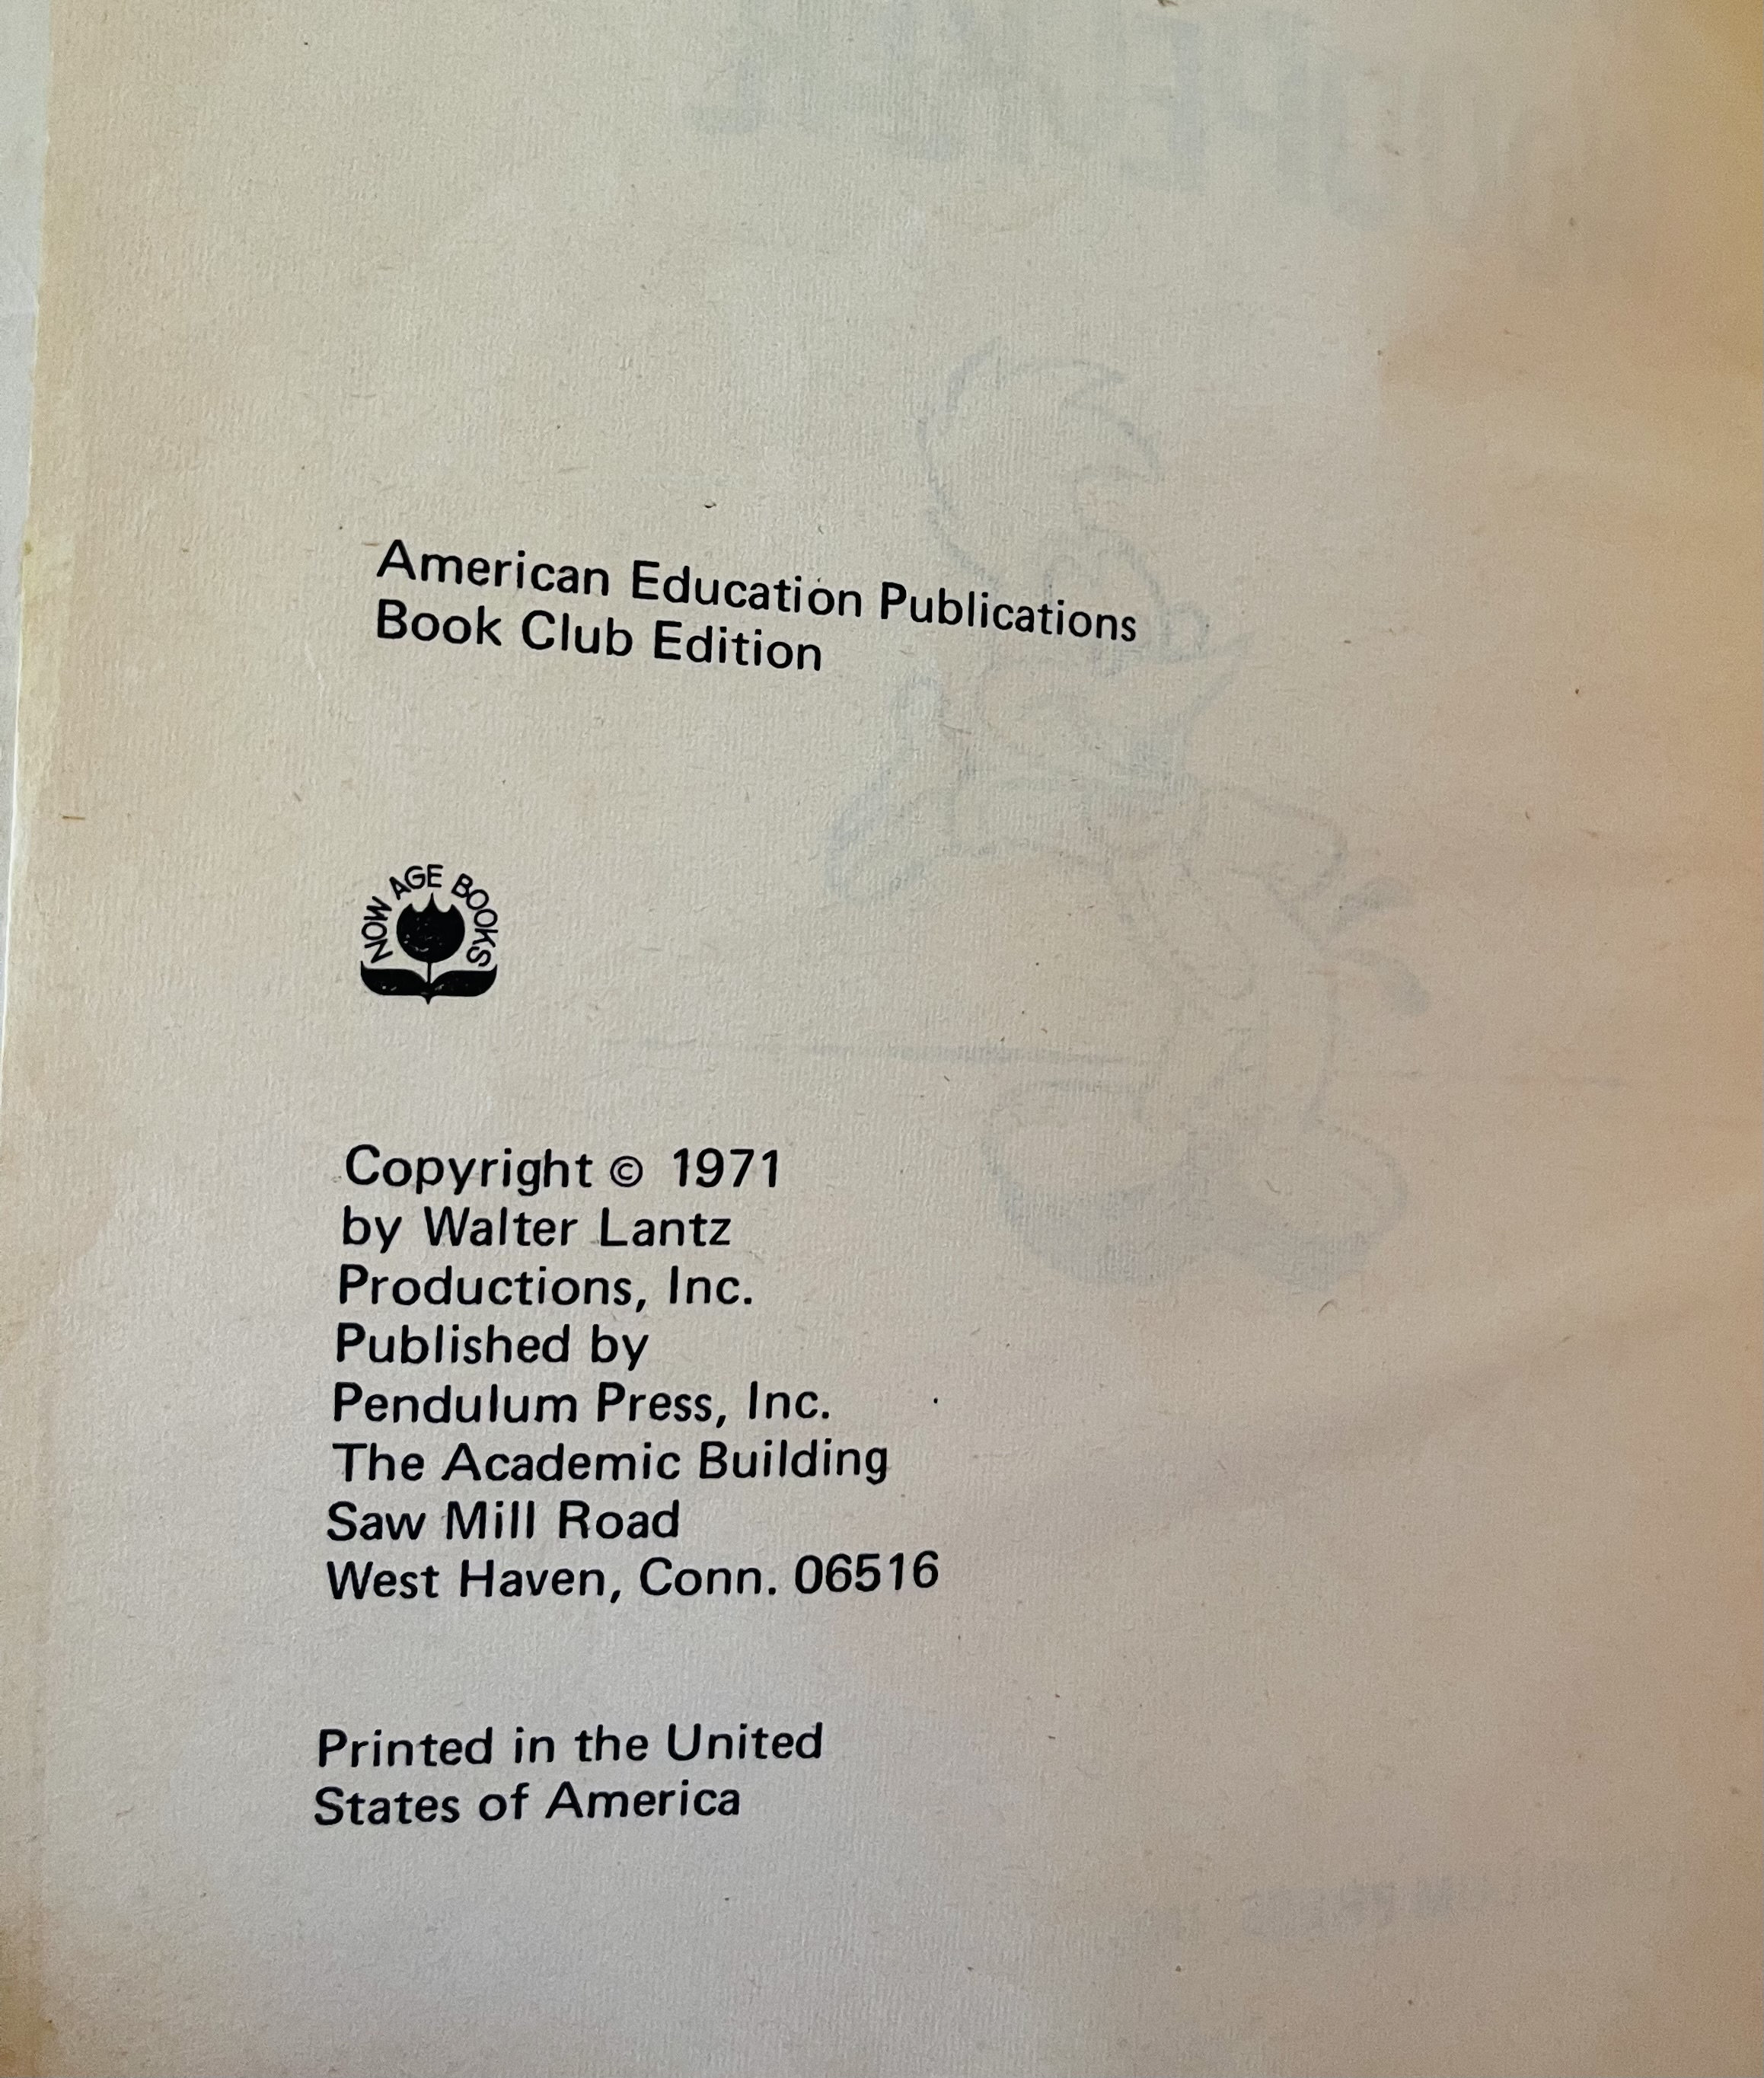 American Education Publications
Book Club Edition
NOW AGE BOOKS
Copyright © 1971
by Walter Lantz
Productions, Inc.
Published by
Pendulum Press, Inc.
The Academic Building
Saw Mill Road
West Haven, Conn. 06516
Printed in the United
States of America